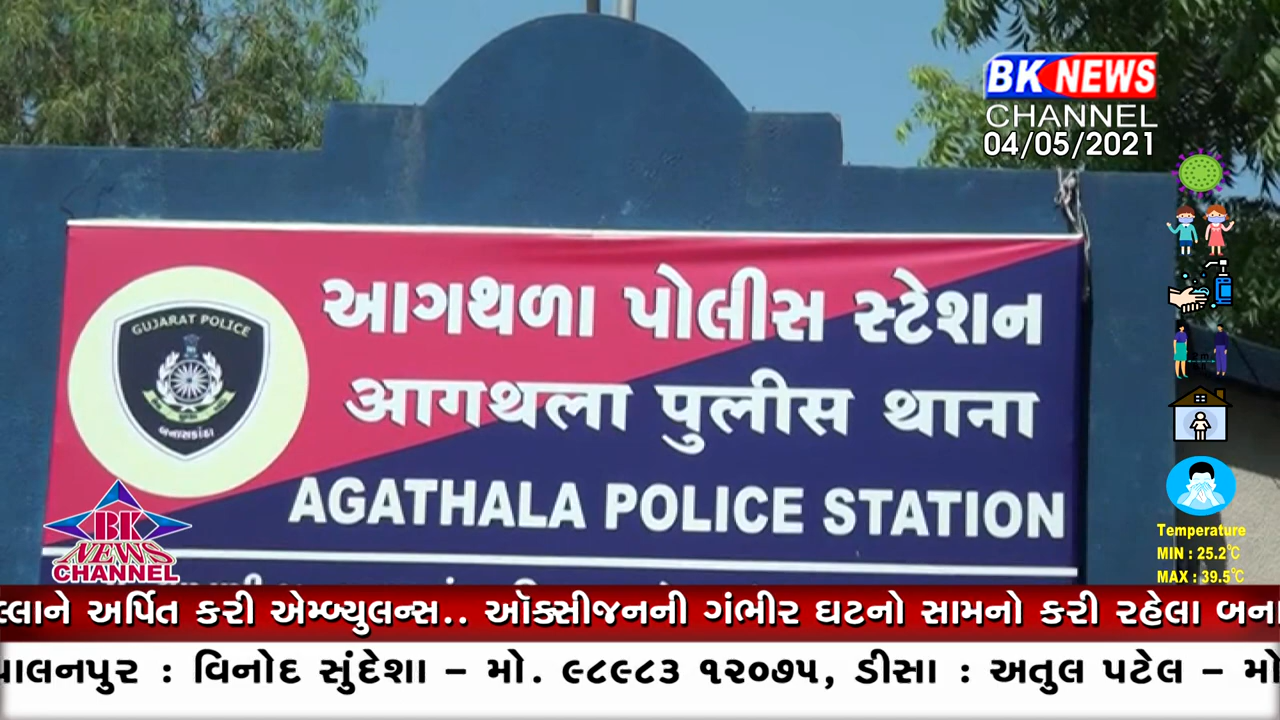 BK NEWS
CHANNEL
04/05/2021
આગથળા પોલીસ સ્ટેશન
आगथला पुलीस थाना
AGATHALA POLICE STATION
GUJARAT POLICE
બનાસકાંઠા
BK
NEWS
CHANNEL
Temperature
MIN : 25.2℃
MAX : 39.5℃
લ્લાને અર્પિત કરી એમ્બ્યુલન્સ.. ઑક્સીજનની ગંભીર ઘટનો સામનો કરી રહેલા બના
પાલનપુર : વિનોદ સુંદેશા – મો. ૯૮૯૮૩ ૧૨૦૭૫, ડીસા : અતુલ પટેલ – મો